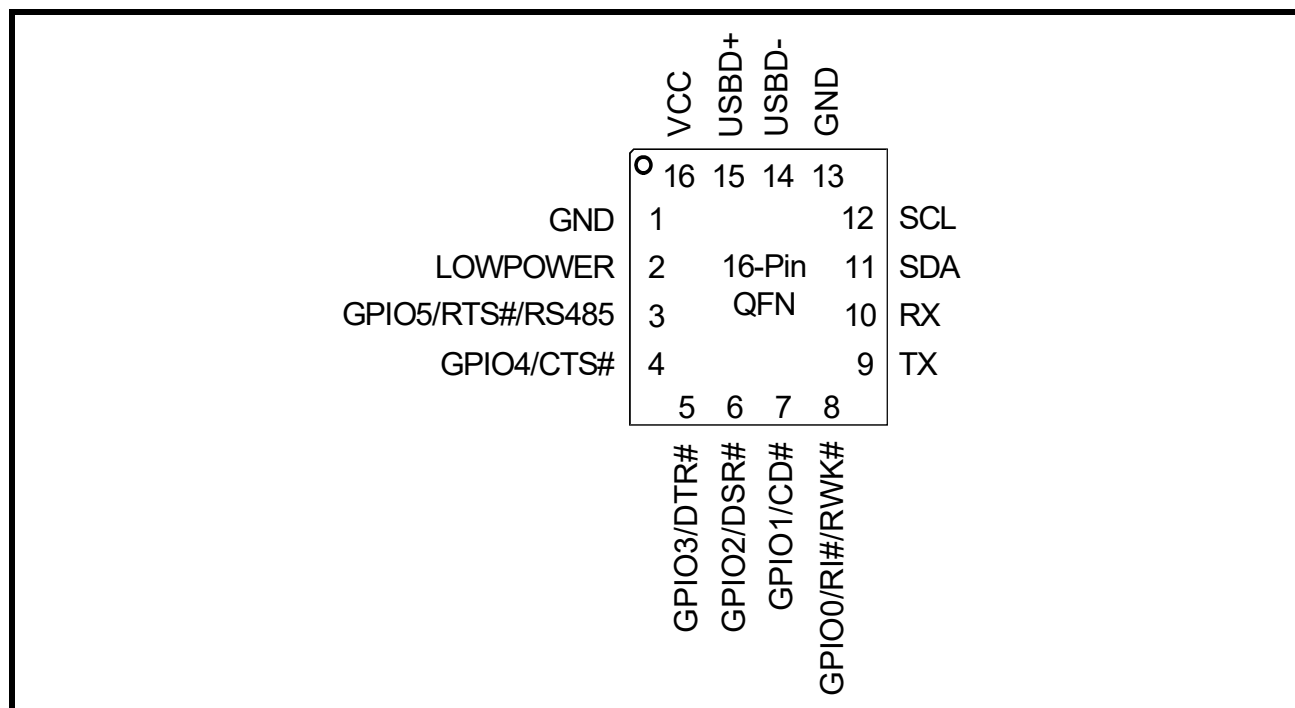 VCC
USBD+
USBD-
GND
16 15 14 13
GND 1 12 SCL
LOWPOWER 2 16-Pin 11 SDA
GPIO5/RTS#/RS485 3 QFN 10 RX
GPIO4/CTS# 4 9 TX
5 6 7 8
GPIO3/DTR#
GPIO2/DSR#
GPIO1/CD#
GPIO0/RI#/RWK#